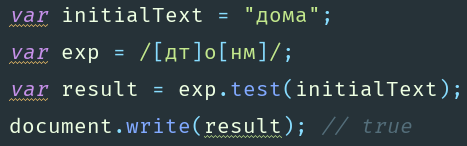 var initialText = "дома";
var exp = /[дт]о[нм]/;
var result = exp.test(initialText);
document.write(result); // true